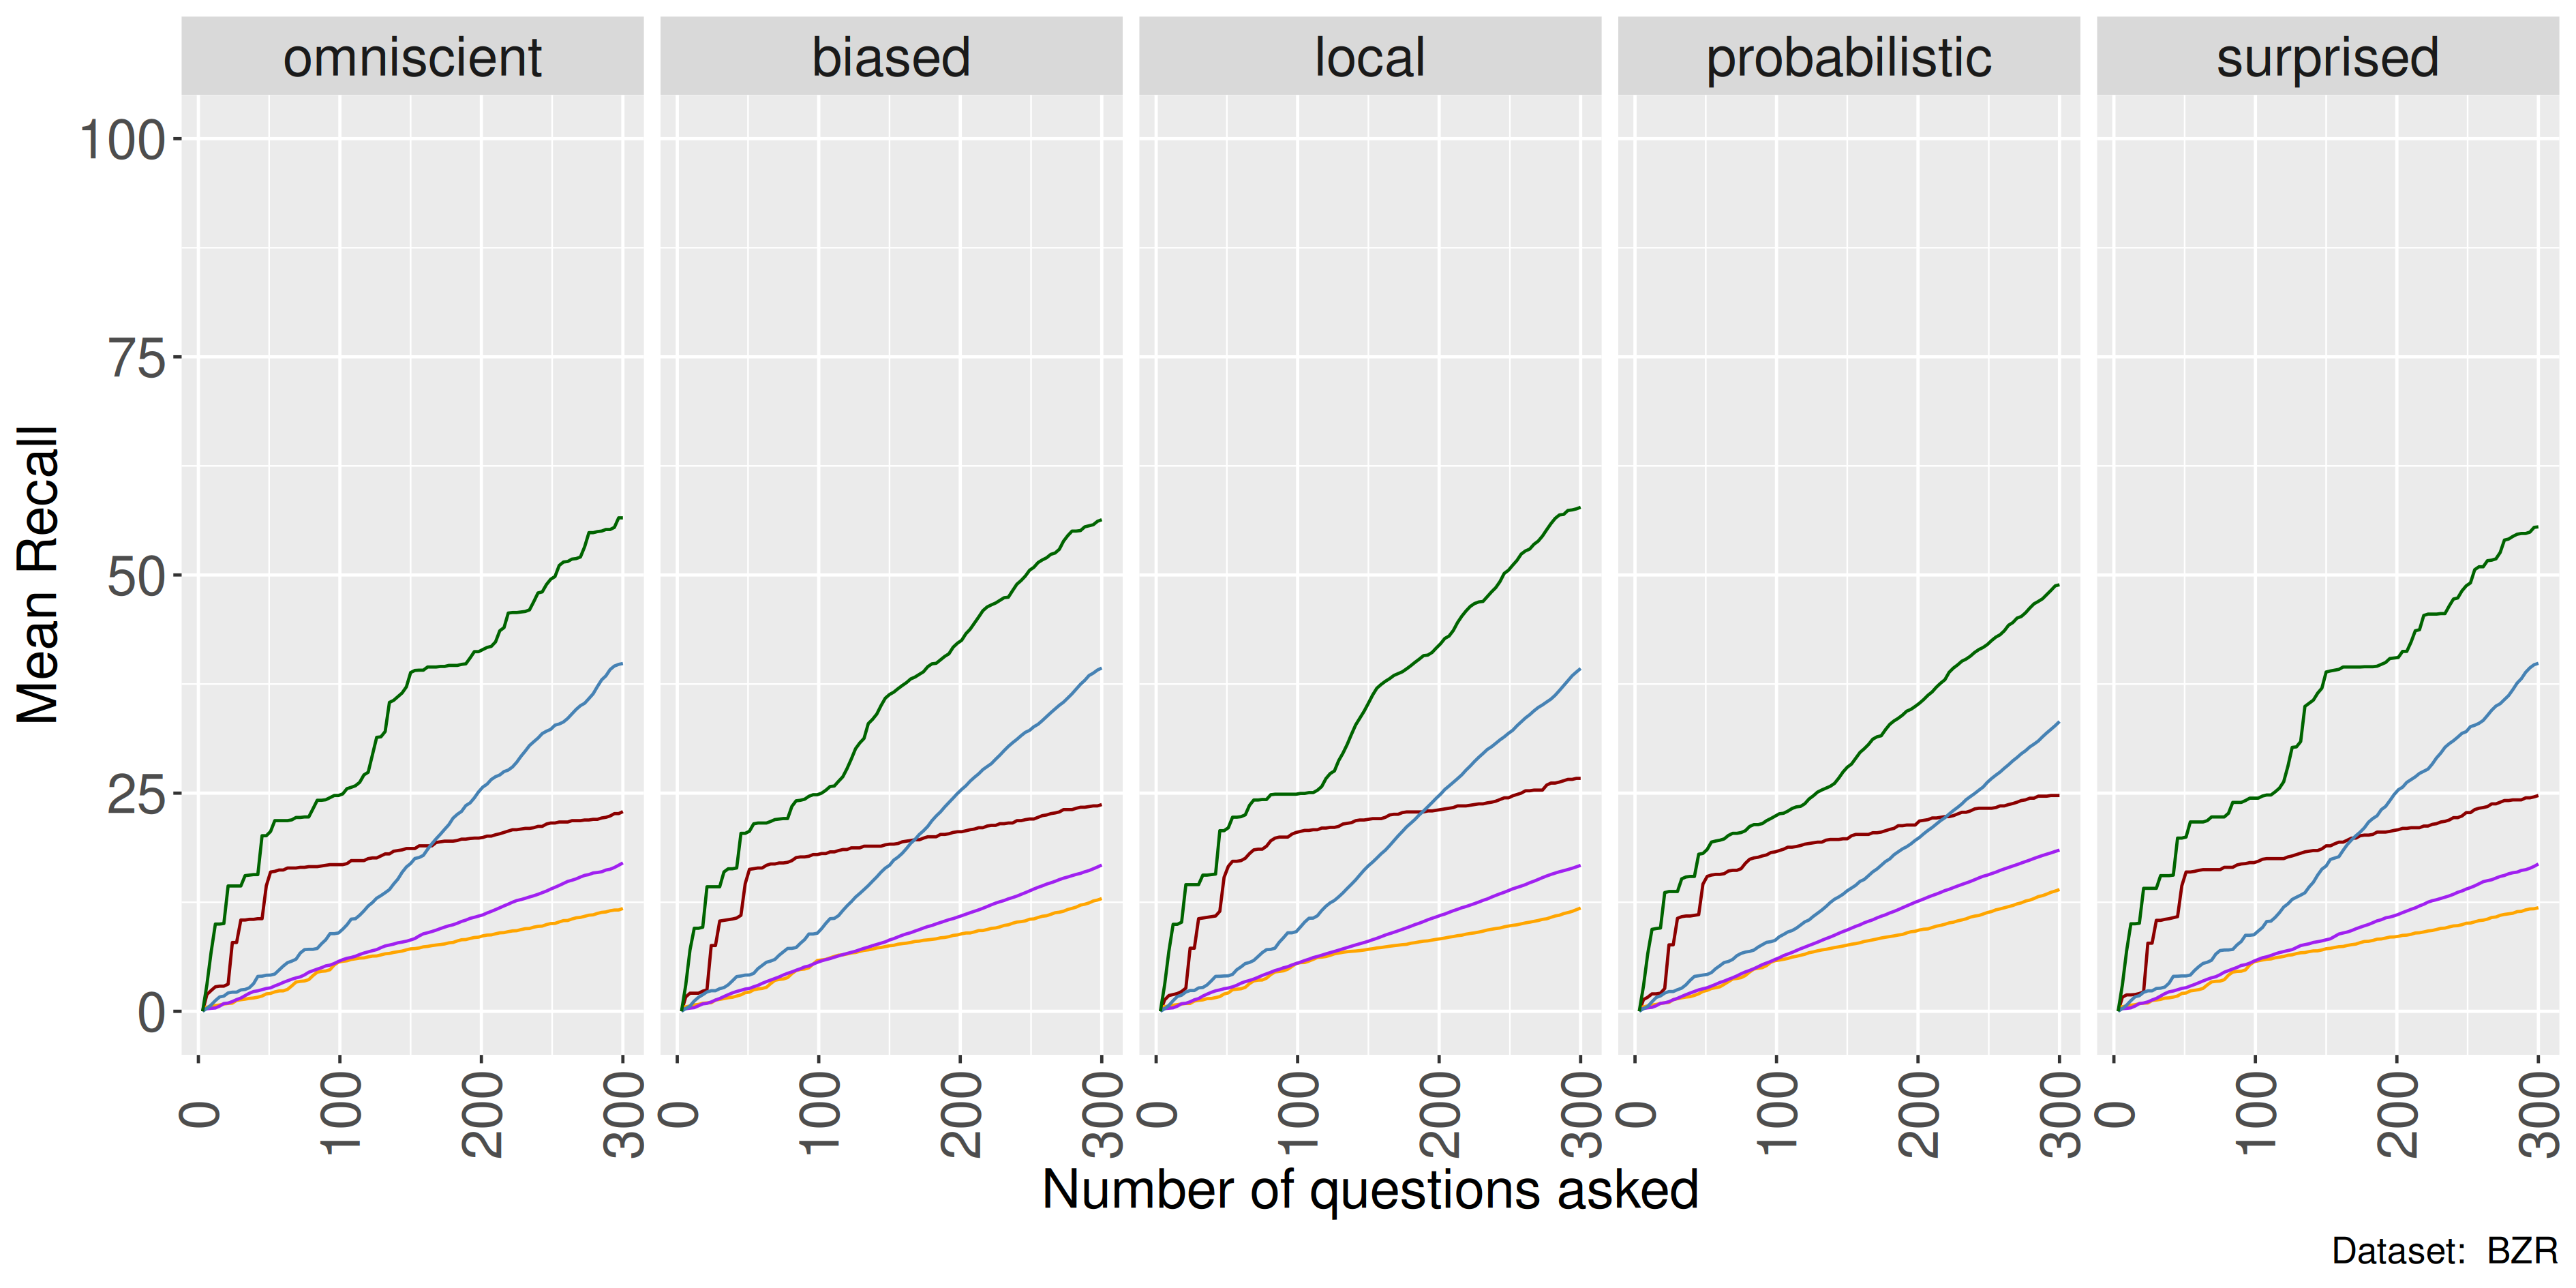 omniscient biased local probabilistic surprised
100
75
50
25
0
Mean Recall
0 100 200 300 0 100 200 300 0 100 200 300 0 100 200 300 0 100 200 300
Number of questions asked
Dataset: BZR